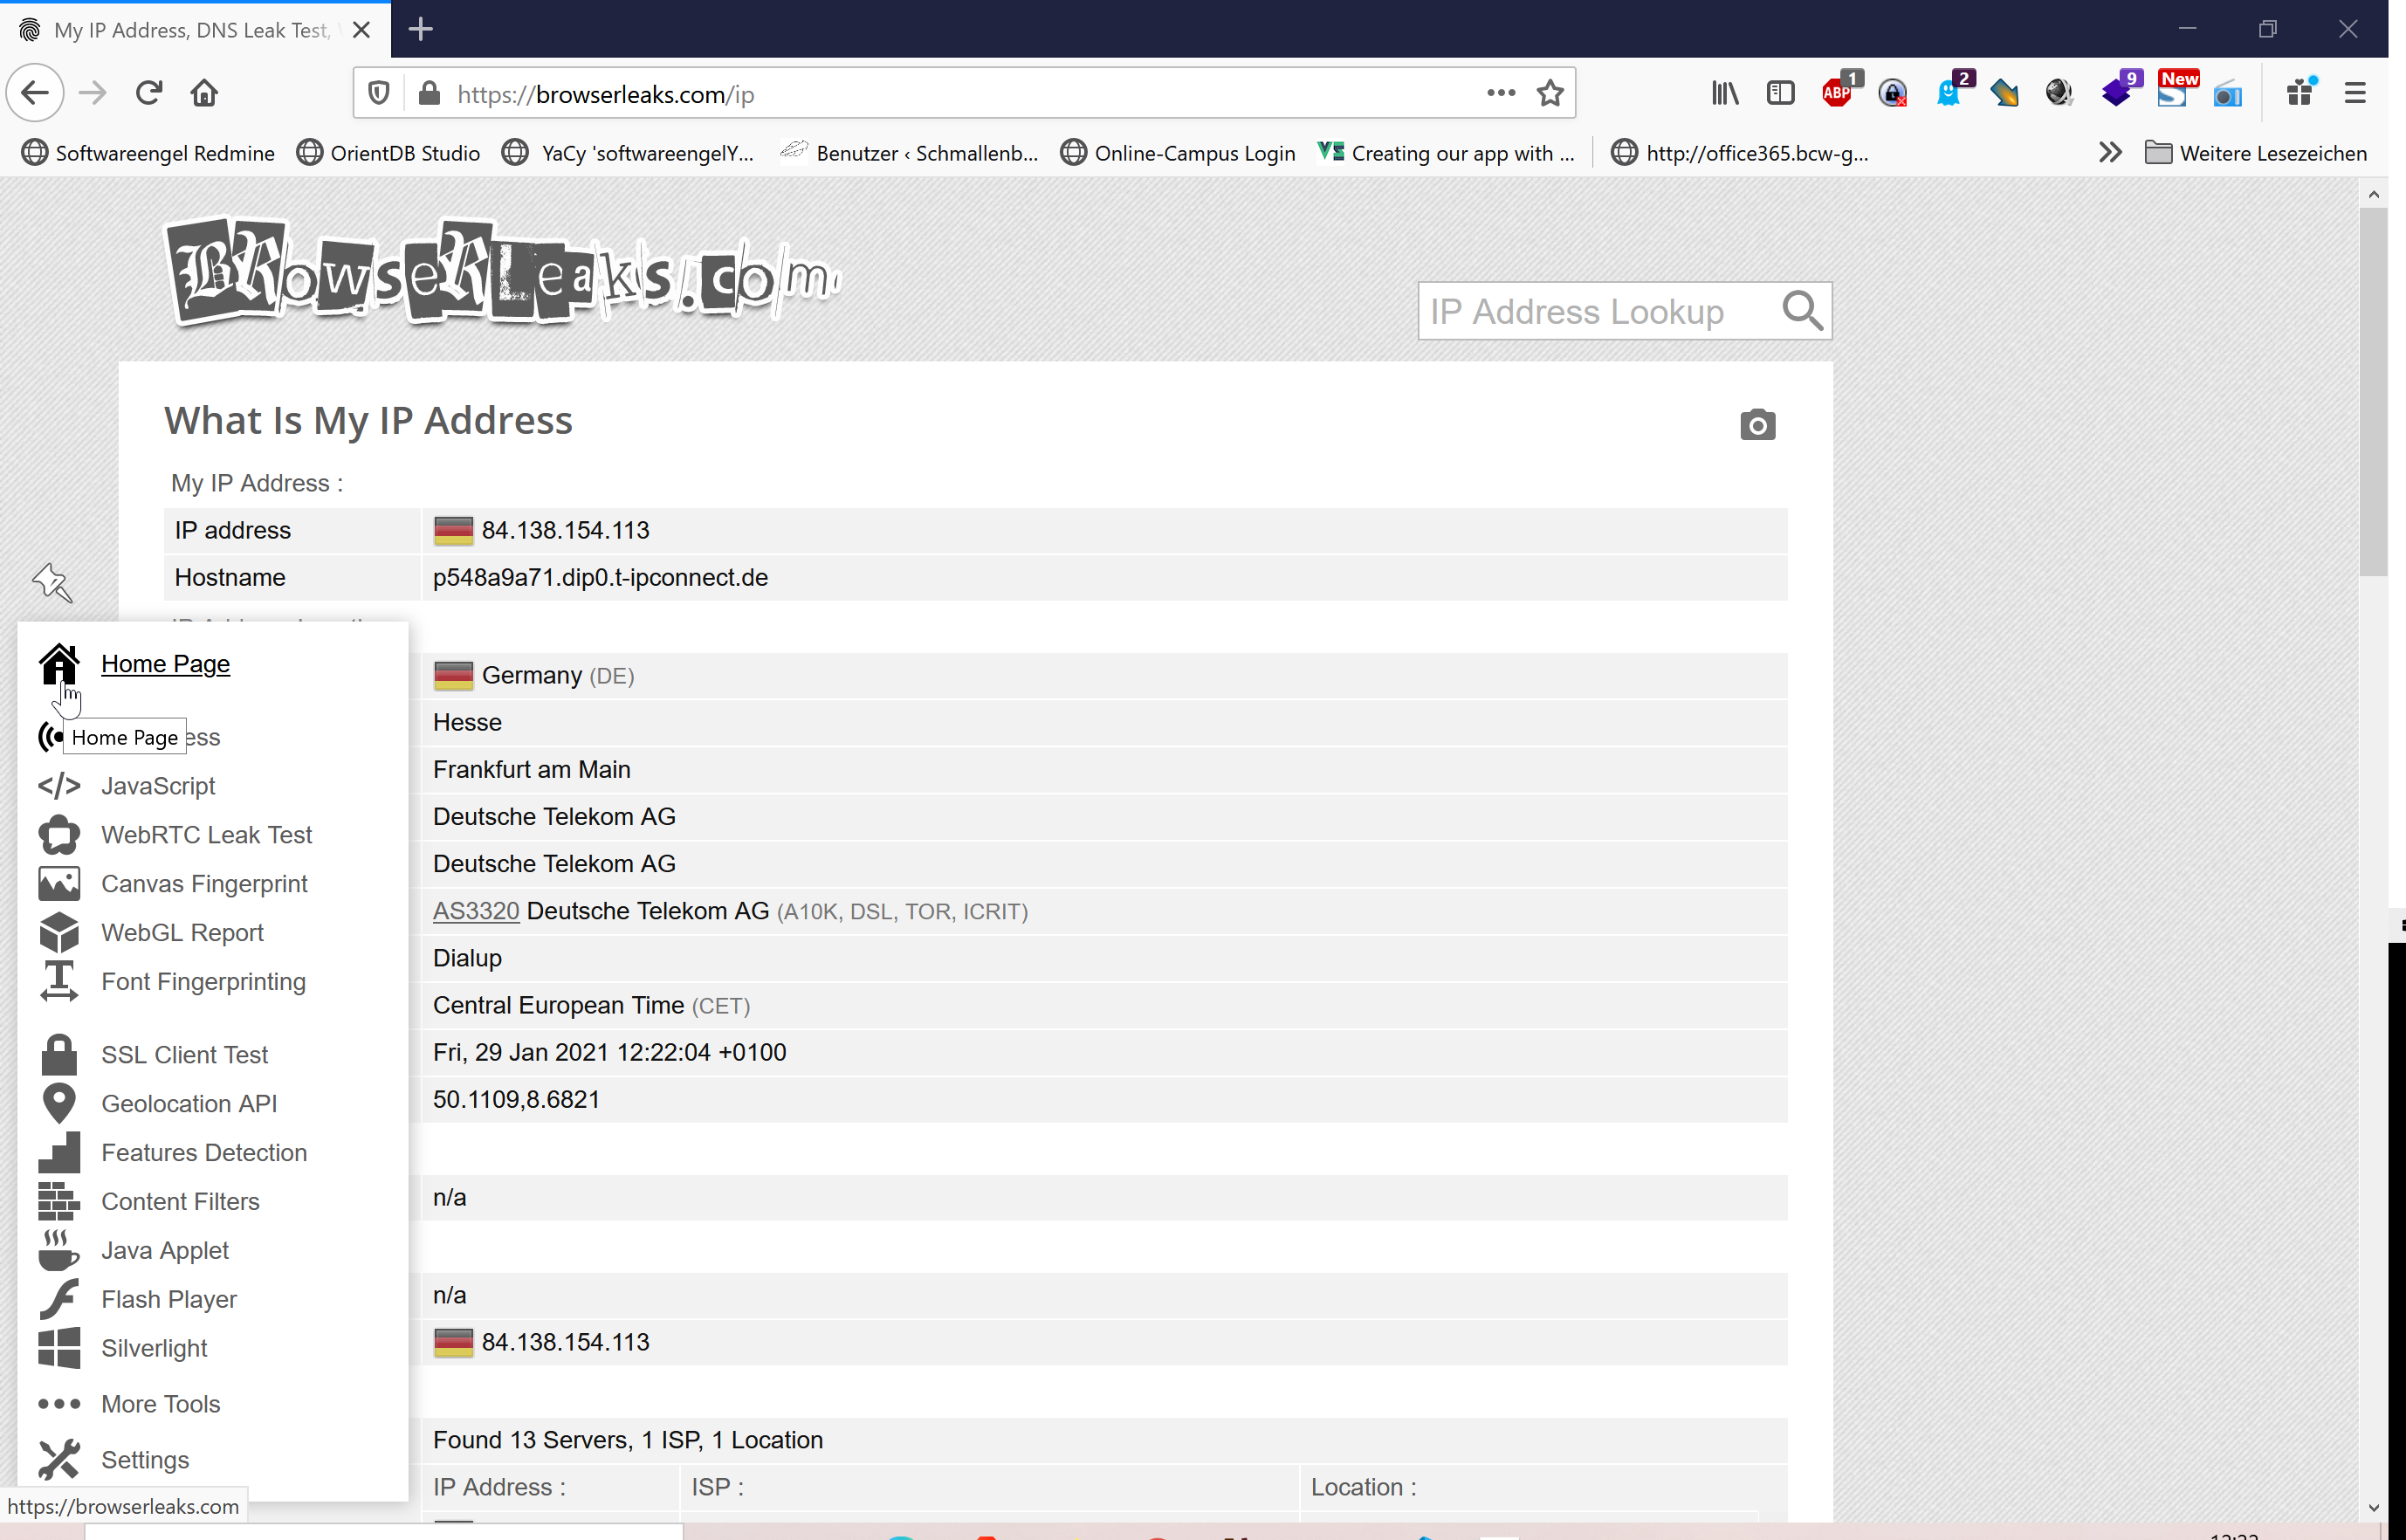 My IP Address, DNS Leak Test,
https://browserleaks.com/ip
ABP 1 2 9 New
Softwareengel Redmine OrientDB Studio YaCy 'softwareengelY... Benutzer ‹ Schmallenb... Online-Campus Login Creating our app with ... http://office365.bcw-g... Weitere Lesezeichen
BROwseRLeaks.com
IP Address Lookup
What Is My IP Address
My IP Address :
IP address 84.138.154.113
Hostname p548a9a71.dip0.t-ipconnect.de
Home Page
Germany (DE)
Hesse
Home Page ess
Frankfurt am Main
JavaScript
Deutsche Telekom AG
WebRTC Leak Test
Deutsche Telekom AG
Canvas Fingerprint
AS3320 Deutsche Telekom AG (A10K, DSL, TOR, ICRIT)
WebGL Report
Dialup
Font Fingerprinting
Central European Time (CET)
SSL Client Test
Fri, 29 Jan 2021 12:22:04 +0100
Geolocation API
50.1109,8.6821
Features Detection
Content Filters
n/a
Java Applet
Flash Player
n/a
Silverlight
84.138.154.113
More Tools
Settings
Found 13 Servers, 1 ISP, 1 Location
IP Address : ISP : Location :
https://browserleaks.com